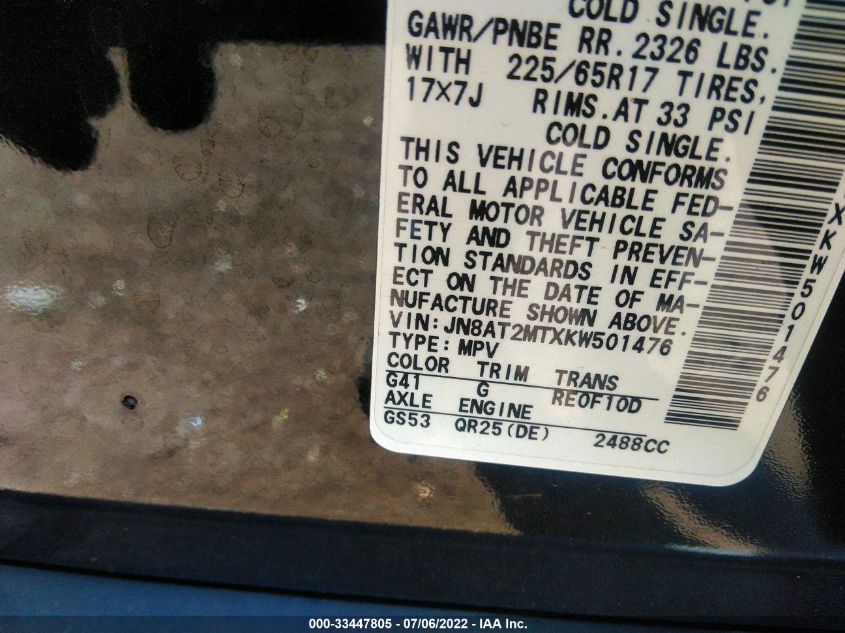 COLD SINGLE.
GAWR/PNBE RR. 2326 LBS.
WITH 225/65R17 TIRES,
17×7J RIMS. AT 33 PSI
COLD SINGLE.
THIS VEHICLE CONFORMS
TO ALL APPLICABLE FED-
ERAL MOTOR VEHICLE SA-
FETY AND THEFT PREVEN-
TION STANDARDS IN EFF-
ECT ON THE DATE OF MA-
NUFACTURE SHOWN ABOVE.
VIN: JN8AT2MTXKW501476
TYPE: MPV
COLOR TRIM TRANS
G41 G RE0F10D
AXLE ENGINE
GS53 QR25(DE) 2488CC
XKW501476
000-33447805 - 07/06/2022 - IAA Inc.